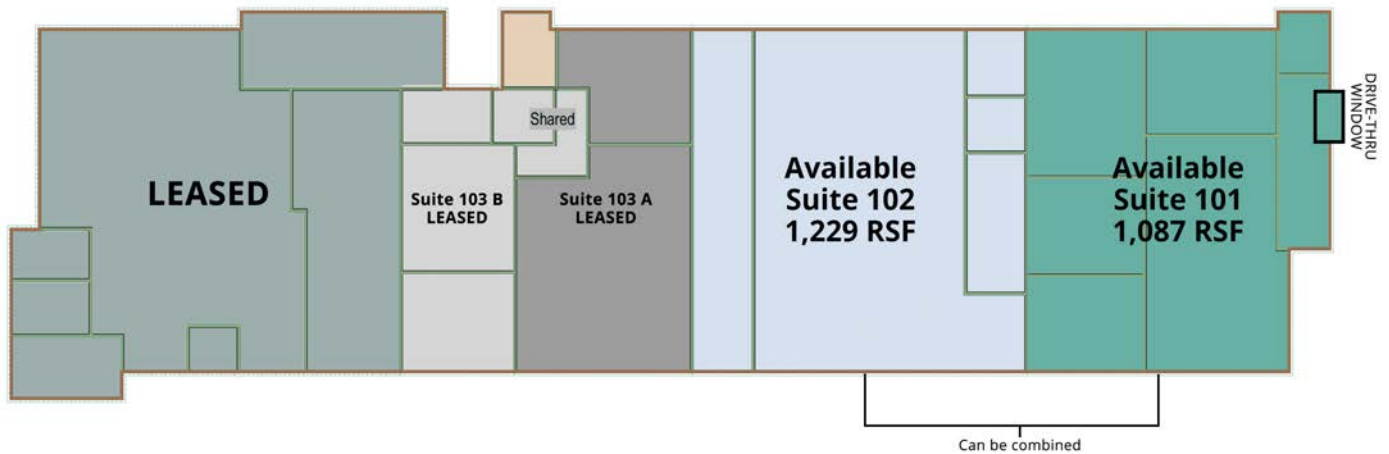 LEASED
Suite 103 B
LEASED
Shared
Suite 103 A
LEASED
Available
Suite 102
1,229 RSF
Available
Suite 101
1,087 RSF
DRIVE-THRU
WINDOW
Can be combined